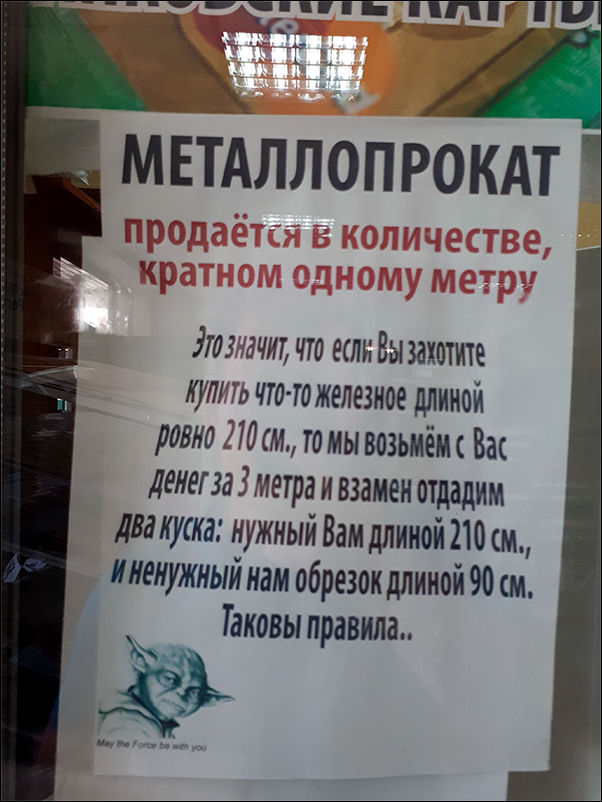 МЕТАЛЛОПРОКАТ
продаётся в количестве,
кратном одному метру
Это значит, что если Вы захотите
купить что-то железное длиной
ровно 210 см., то мы возьмём с Вас
денег за 3 метра и взамен отдадим
два куска: нужный Вам длиной 210 см.,
и ненужный нам обрезок длиной 90 см.
Таковы правила..
May the Force be with you